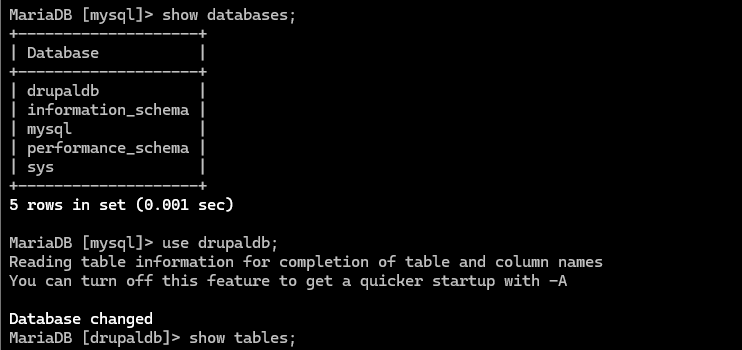 MariaDB [mysql]> show databases;
+--------------------+
| Database           |
+--------------------+
| drupaldb           |
| information_schema |
| mysql              |
| performance_schema |
| sys                |
+--------------------+
5 rows in set (0.001 sec)
MariaDB [mysql]> use drupaldb;
Reading table information for completion of table and column names
You can turn off this feature to get a quicker startup with -A
Database changed
MariaDB [drupaldb]> show tables;